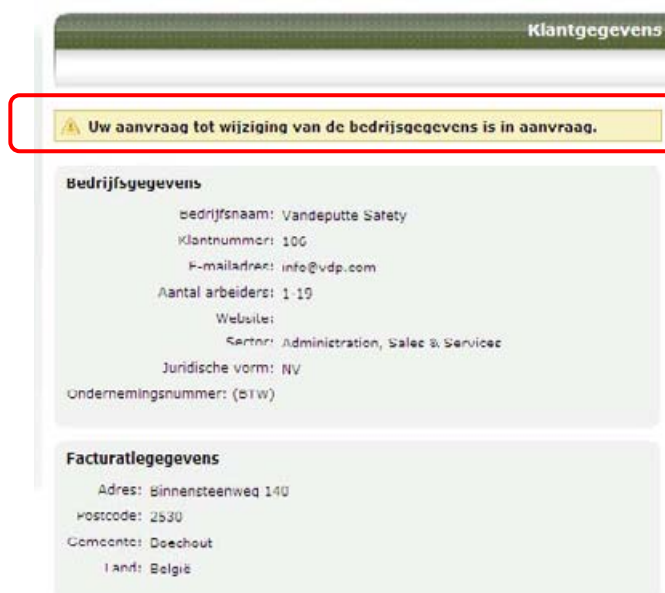 Klantgegevens
Uw aanvraag tot wijziging van de bedrijsgegevens is in aanvraag.
Bedrijfsgegevens
Bedrijfsnaam: Vandeputte Safety
Klantnummer: 106
E-mailadres: info@vdp.com
Aantal arbeiders: 1-19
Website:
Sector: Administration, Sales & Services
Juridische vorm: NV
Ondernemingsnummer: (BTW)
Facturatiegegevens
Adres: Binnensteenweg 140
Postcode: 2530
Gemeente: Boechout
Land: België